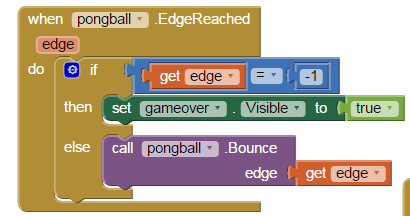 when pongball .EdgeReached
edge
do if get edge = -1
then set gameover . Visible to true
else call pongball .Bounce
edge get edge